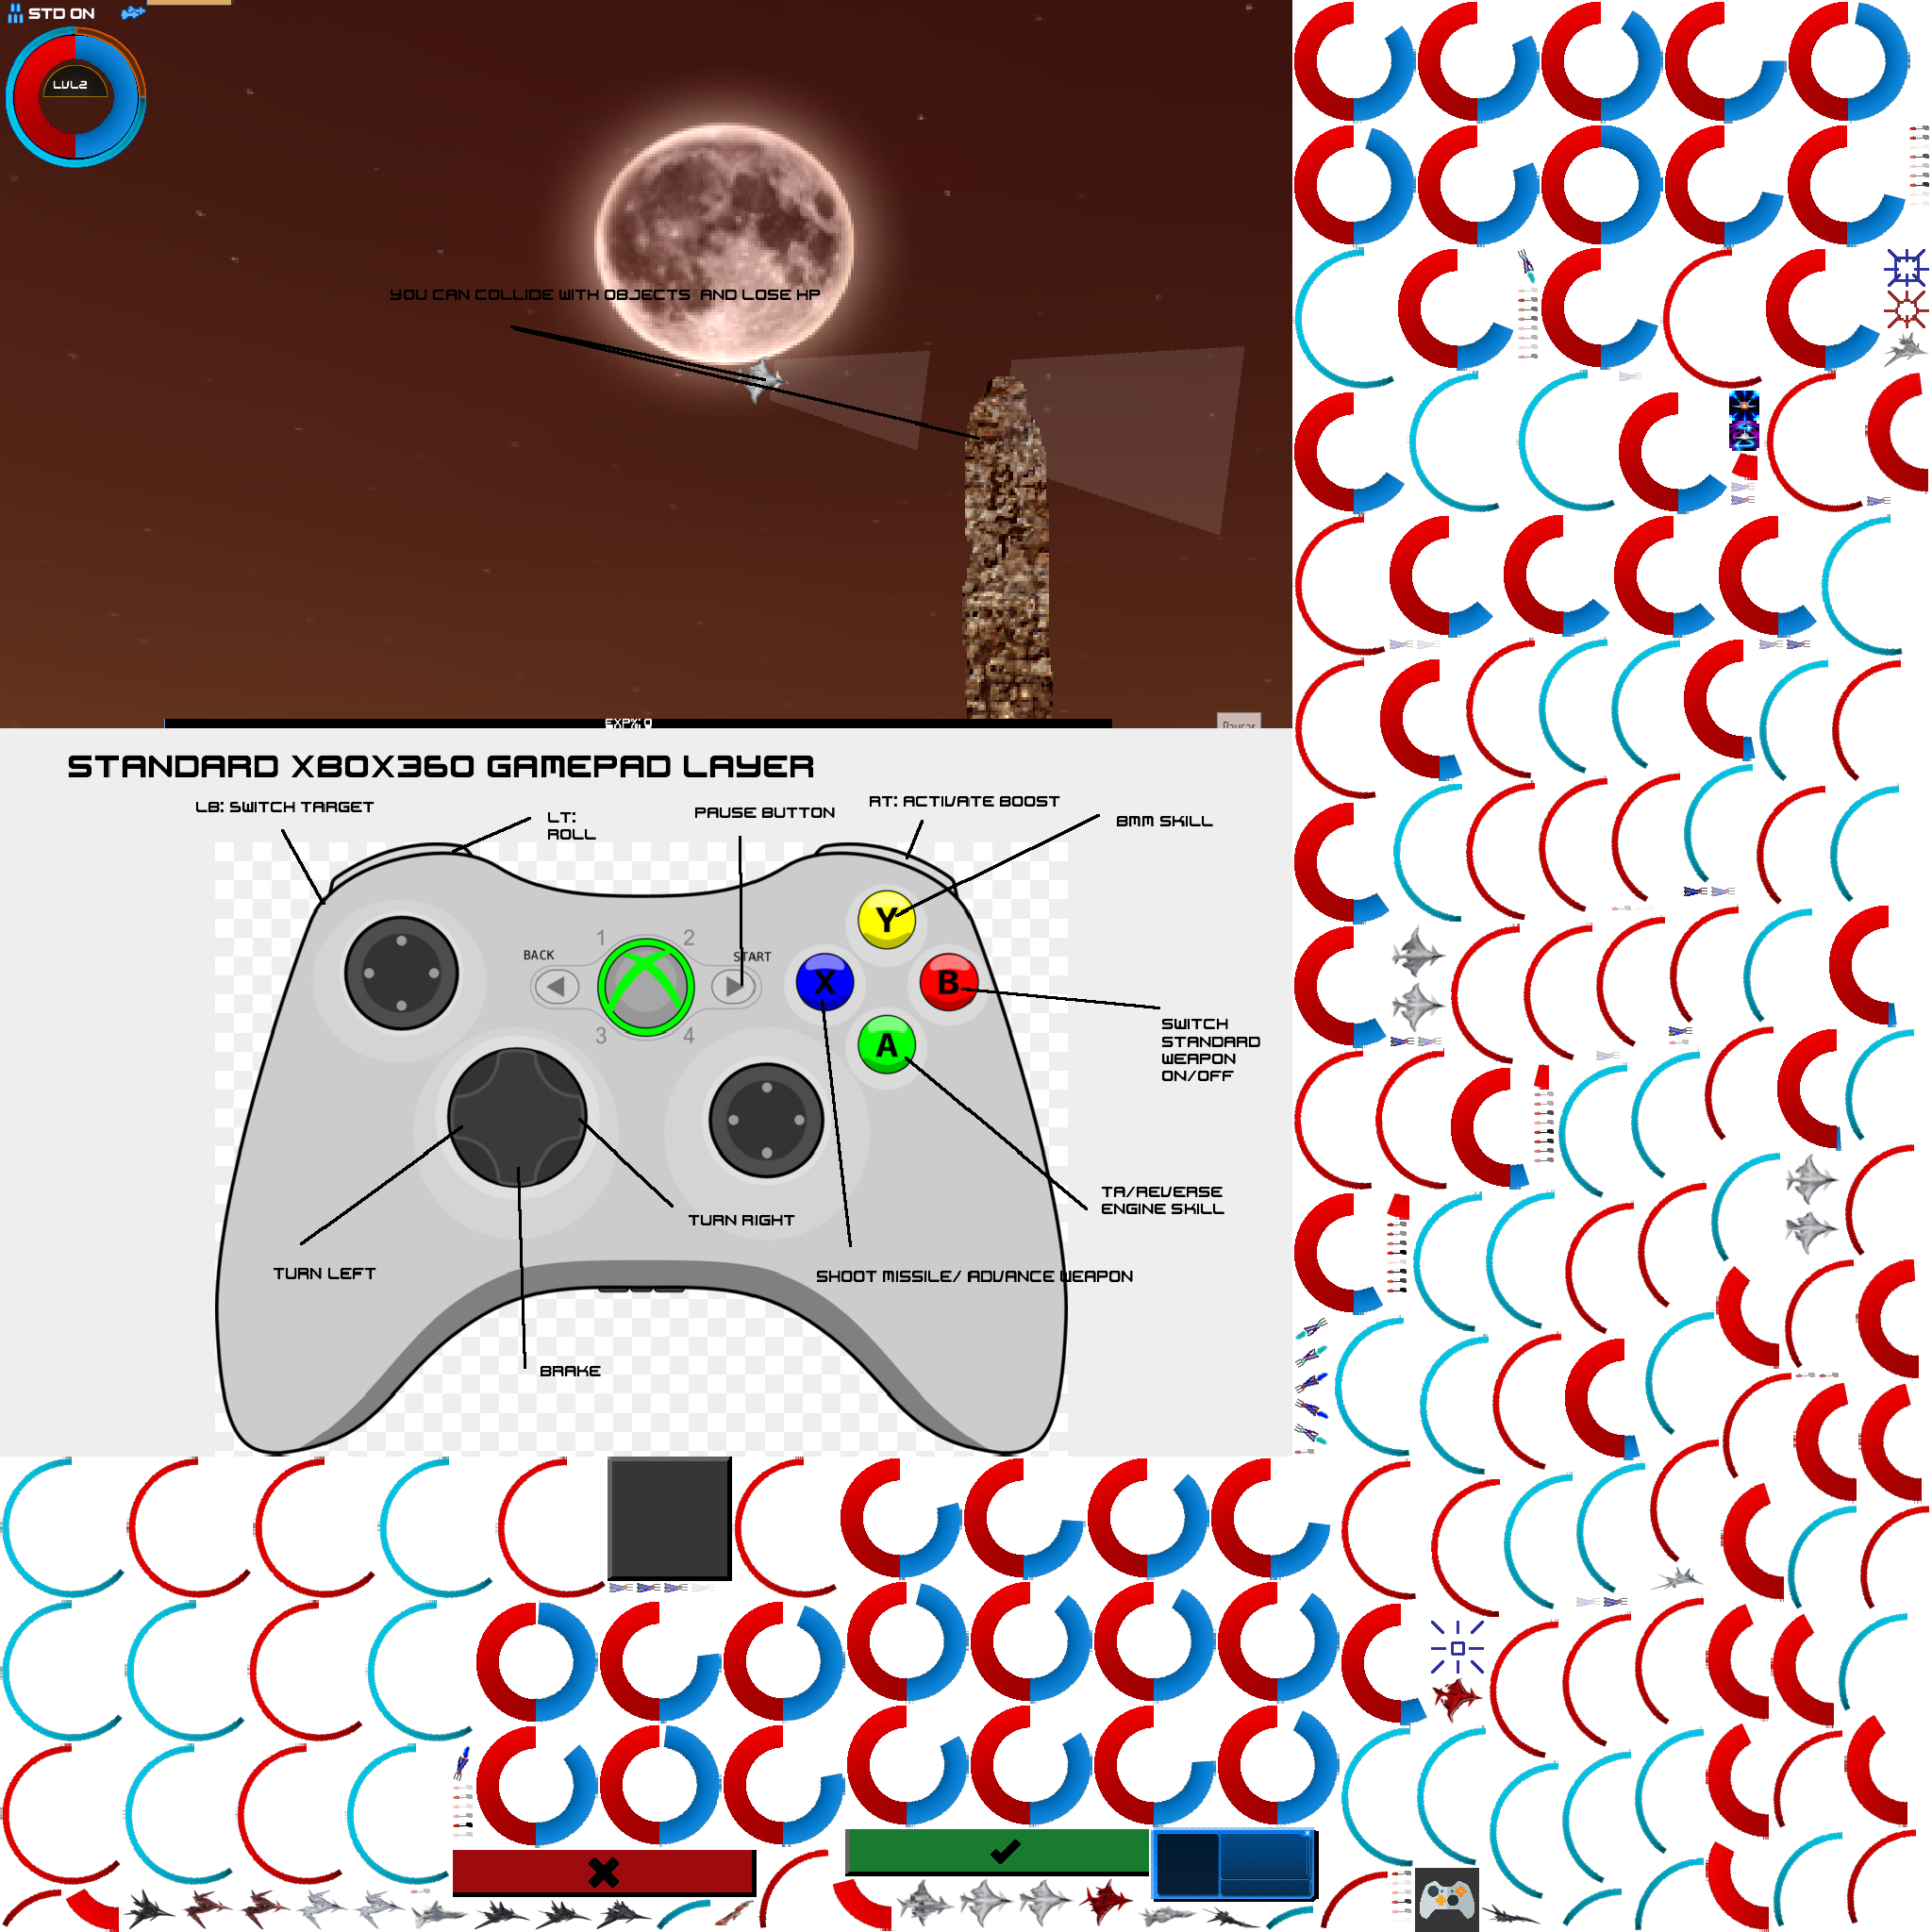 STD ON
LVL2
YOU CAN COLLIDE WITH OBJECTS AND LOSE HP
EXP%: 0
Pausar
STANDARD XBOX360 GAMEPAD LAYER
LB: SWITCH TARGET
LT:
ROLL
PAUSE BUTTON
RT: ACTIVATE BOOST
8MM SKILL
Y
1
2
BACK
START
X
B
3
4
A
SWITCH
STANDARD
WEAPON
ON/OFF
TA/REVERSE
ENGINE SKILL
TURN RIGHT
TURN LEFT
SHOOT MISSILE/ ADVANCE WEAPON
BRAKE